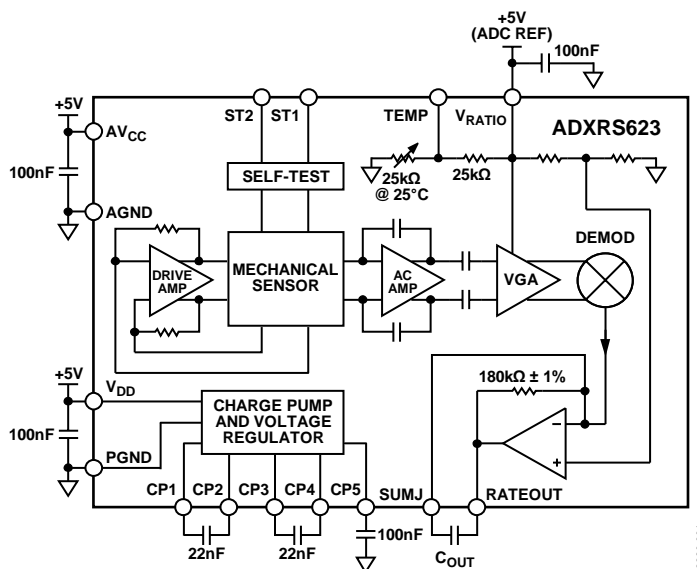 +5V
(ADC REF)
100nF
+5V
ST2
ST1
TEMP
VRATIO
ADXRS623
AVCC
100nF
25kΩ
@ 25°C
25kΩ
SELF-TEST
AGND
DEMOD
DRIVE
AMP
MECHANICAL
SENSOR
AC
AMP
VGA
+5V
VDD
180kΩ ± 1%
100nF
CHARGE PUMP
AND VOLTAGE
REGULATOR
–
+
PGND
CP1
CP2
CP3
CP4
CP5
SUMJ
RATEOUT
22nF
22nF
100nF
COUT